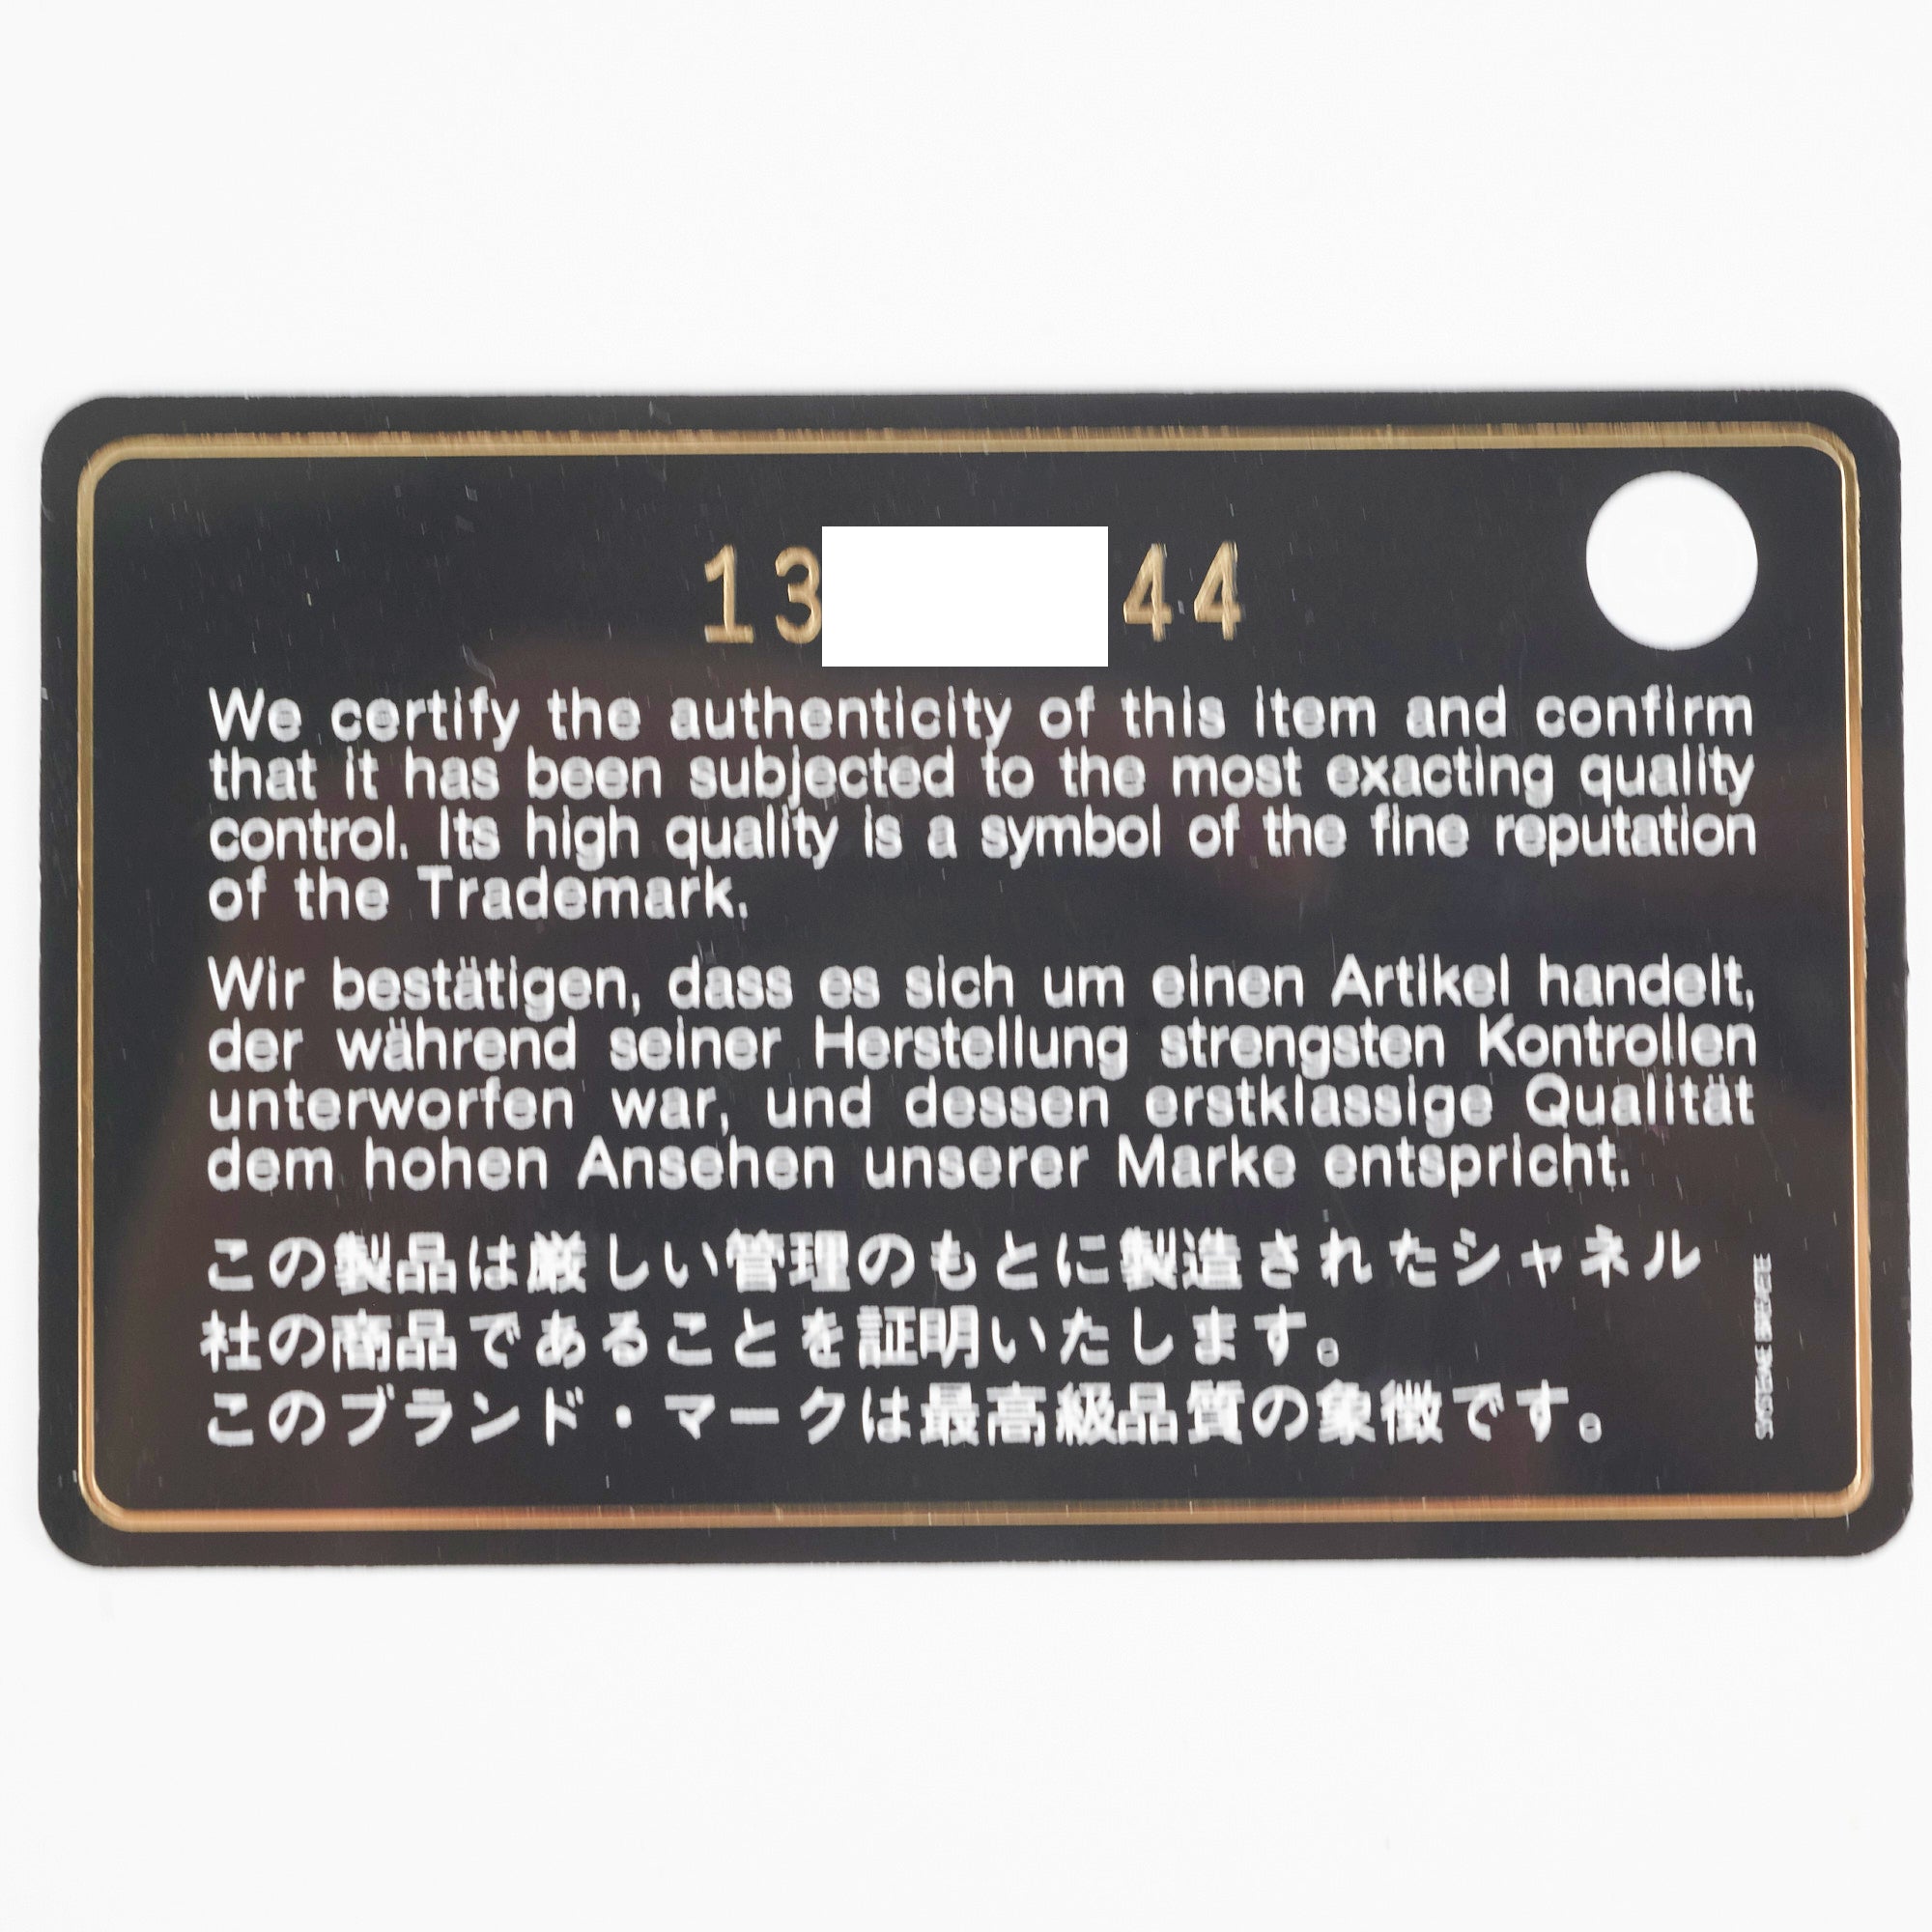 13 44
We certify the authenticity of this item and confirm
that it has been subjected to the most exacting quality
control. Its high quality is a symbol of the fine reputation
of the Trademark.
Wir bestätigen, dass es sich um einen Artikel handelt,
der während seiner Herstellung strengsten Kontrollen
unterworfen war, und dessen erstklassige Qualität
dem hohen Ansehen unserer Marke entspricht.
この製品は厳しい管理のもとに製造されたシャネル
社の商品であることを証明いたします。
このブランド・マークは最高級品質の象徴です。